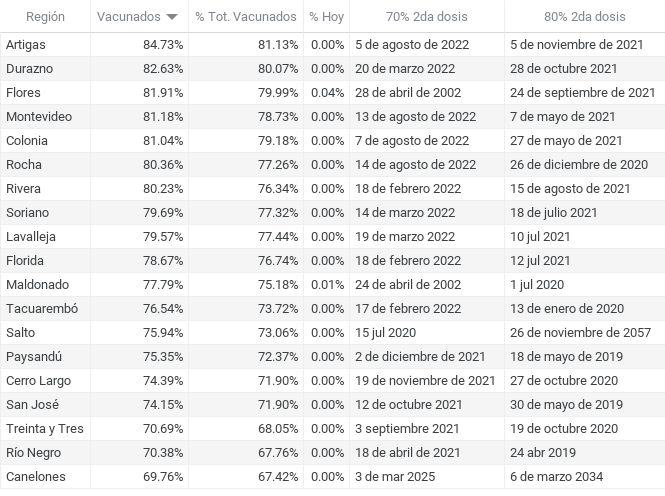 Región Vacunados % Tot. Vacunados % Hoy 70% 2da dosis 80% 2da dosis
Artigas 84.73% 81.13% 0.00% 5 de agosto de 2022 5 de noviembre de 2021
Durazno 82.63% 80.07% 0.00% 20 de marzo 2022 28 de octubre 2021
Flores 81.91% 79.99% 0.04% 28 de abril de 2002 24 de septiembre de 2021
Montevideo 81.18% 78.73% 0.00% 13 de agosto de 2022 7 de mayo de 2021
Colonia 81.04% 79.18% 0.00% 7 de agosto de 2022 27 de mayo de 2021
Rocha 80.36% 77.26% 0.00% 14 de agosto de 2022 26 de diciembre de 2020
Rivera 80.23% 76.34% 0.00% 18 de febrero 2022 15 de agosto de 2021
Soriano 79.69% 77.32% 0.00% 14 de marzo 2022 18 de julio 2021
Lavalleja 79.57% 77.44% 0.00% 19 de marzo 2022 10 jul 2021
Florida 78.67% 76.74% 0.00% 18 de febrero 2022 12 jul 2021
Maldonado 77.79% 75.18% 0.01% 24 de abril de 2002 1 jul 2020
Tacuarembó 76.54% 73.72% 0.00% 17 de febrero 2022 13 de enero de 2020
Salto 75.94% 73.06% 0.00% 15 jul 2020 26 de noviembre de 2057
Paysandú 75.35% 72.37% 0.00% 2 de diciembre de 2021 18 de mayo de 2019
Cerro Largo 74.39% 71.90% 0.00% 19 de noviembre de 2021 27 de octubre 2020
San José 74.15% 71.90% 0.00% 12 de octubre 2021 30 de mayo de 2019
Treinta y Tres 70.69% 68.05% 0.00% 3 septiembre 2021 19 de octubre 2020
Río Negro 70.38% 67.76% 0.00% 18 de abril de 2021 24 abr 2019
Canelones 69.76% 67.42% 0.00% 3 de mar 2025 6 de marzo 2034